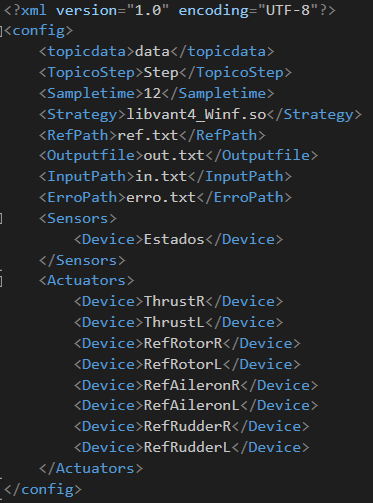 <?xml version="1.0" encoding="UTF-8"?>
<config>
    <topicdata>data</topicdata>
    <TopicoStep>Step</TopicoStep>
    <Sampletime>12</Sampletime>
    <Strategy>libvant4_Winf.so</Strategy>
    <RefPath>ref.txt</RefPath>
    <Outputfile>out.txt</Outputfile>
    <InputPath>in.txt</InputPath>
    <ErroPath>erro.txt</ErroPath>
    <Sensors>
        <Device>Estados</Device>
    </Sensors>
    <Actuators>
        <Device>ThrustR</Device>
        <Device>ThrustL</Device>
        <Device>RefRotorR</Device>
        <Device>RefRotorL</Device>
        <Device>RefAileronR</Device>
        <Device>RefAileronL</Device>
        <Device>RefRudderR</Device>
        <Device>RefRudderL</Device>
    </Actuators>
</config>